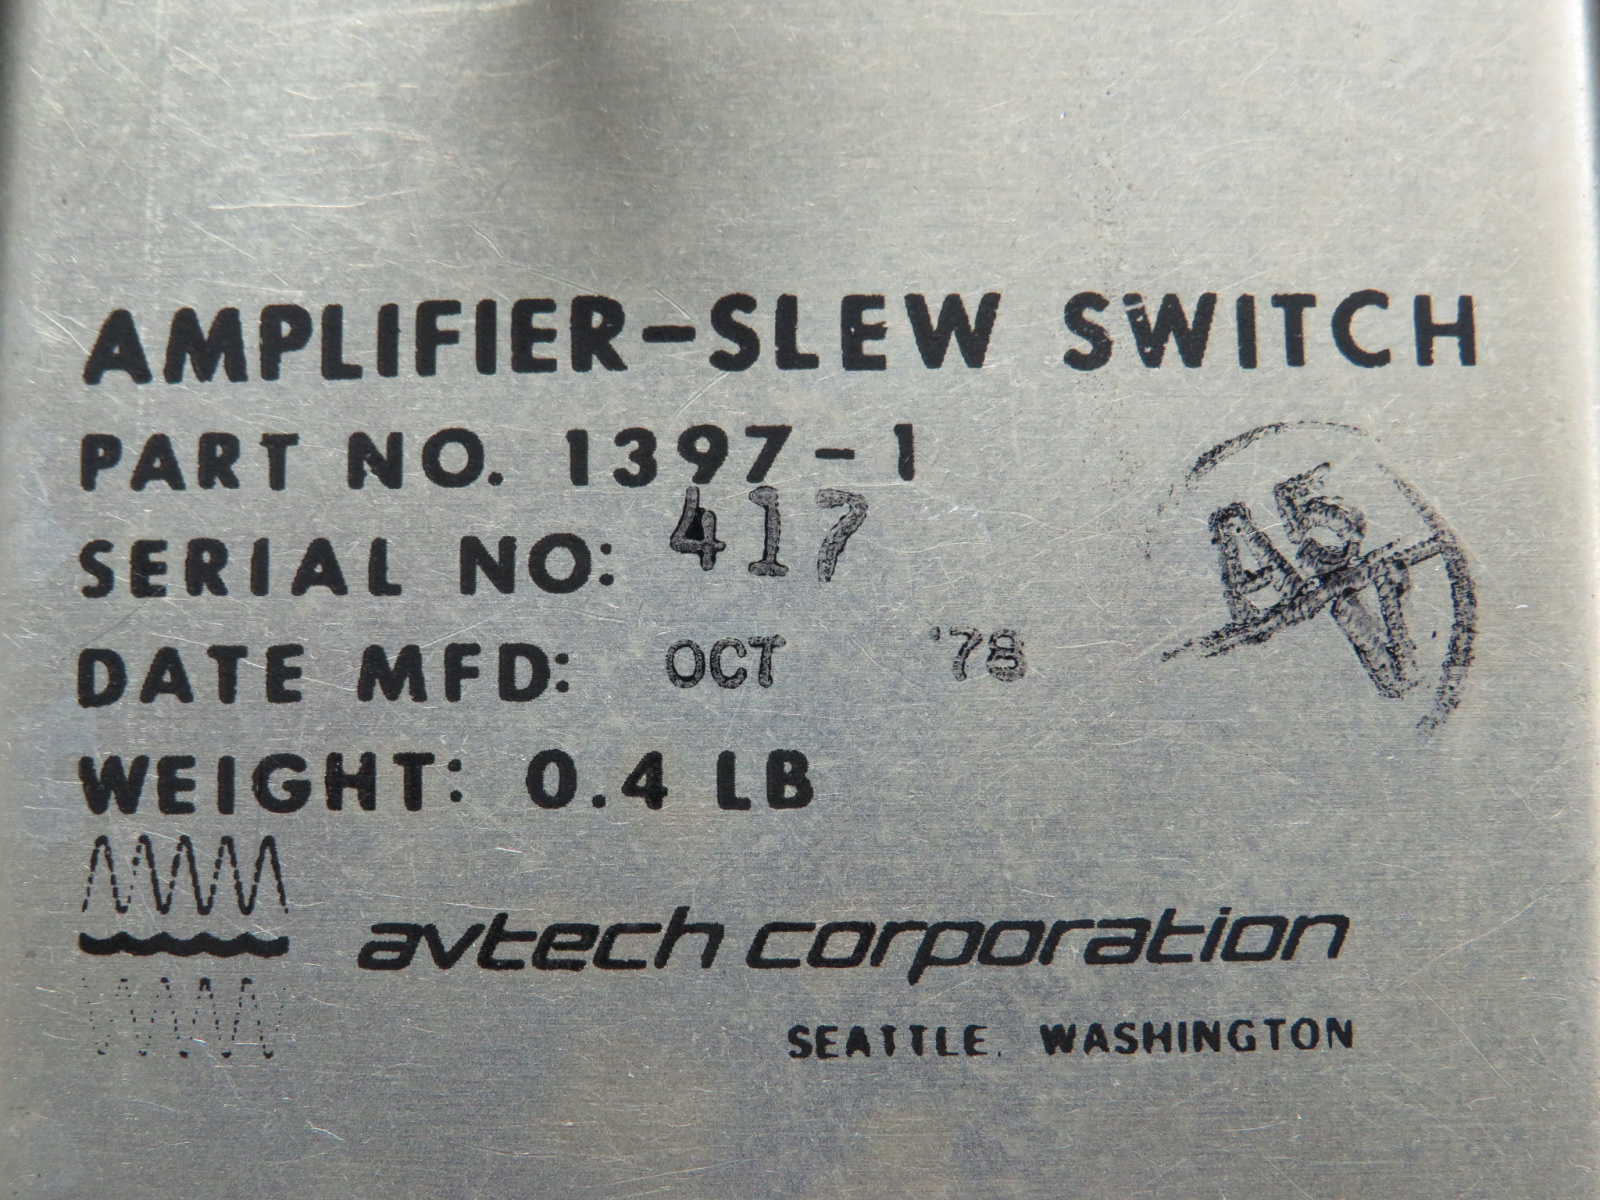 AMPLIFIER-SLEW SWITCH
PART NO. 1397-1
SERIAL NO: 417
DATE MFD: OCT '78
WEIGHT: 0.4 LB
avtech corporation
SEATTLE, WASHINGTON